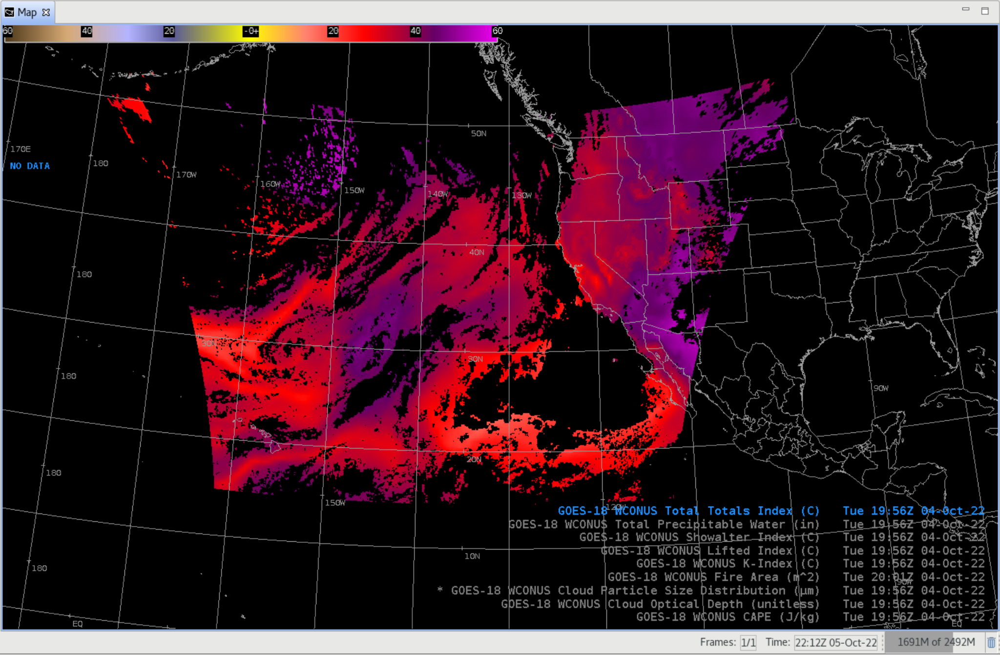 Map
60 40 20 -0+ 20 40 60
50N
170E
180
NO DATA
170W
160W
150W
140W
130W
40N
180
30N
30N
180
90W
20N
180
150W
120W
GOES-18 WCONUS Total Totals Index (C) Tue 19:56Z 04-Oct-22
GOES-18 WCONUS Total Precipitable Water (in) Tue 19:56Z 04-Oct-22
GOES-18 WCONUS Showalter Index (C) Tue 19:56Z 04-Oct-22
GOES-18 WCONUS Lifted Index (C) Tue 19:56Z 04-Oct-22
10N
GOES-18 WCONUS K-Index (C) Tue 19:56Z 04-Oct-22
180
GOES-18 WCONUS Fire Area (m^2) Tue 20:01Z 04-Oct-22
90W
* GOES-18 WCONUS Cloud Particle Size Distribution (µm) Tue 19:56Z 04-Oct-22
GOES-18 WCONUS Cloud Optical Depth (unitless) Tue 19:56Z 04-Oct-22
GOES-18 WCONUS CAPE (J/kg) Tue 19:56Z 04-Oct-22
EQ
EQ
Frames: 1/1 Time: 22:12Z 05-Oct-22 1691M of 2492M